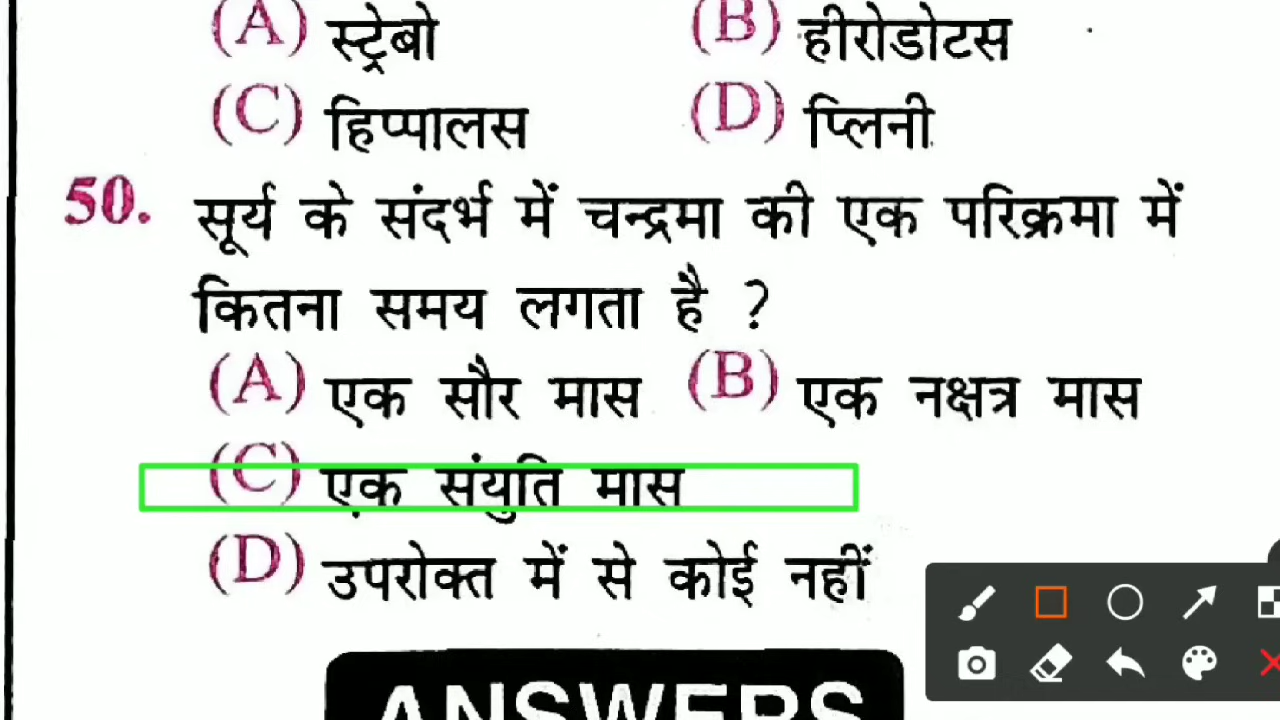 (A) स्ट्रेबो (B) हीरोडोटस
(C) हिप्पालस (D) प्लिनी
50. सूर्य के संदर्भ में चन्द्रमा की एक परिक्रमा में
कितना समय लगता है ?
(A) एक सौर मास (B) एक नक्षत्र मास
(C) एक संयुति मास
(D) उपरोक्त में से कोई नहीं
ANSWERS